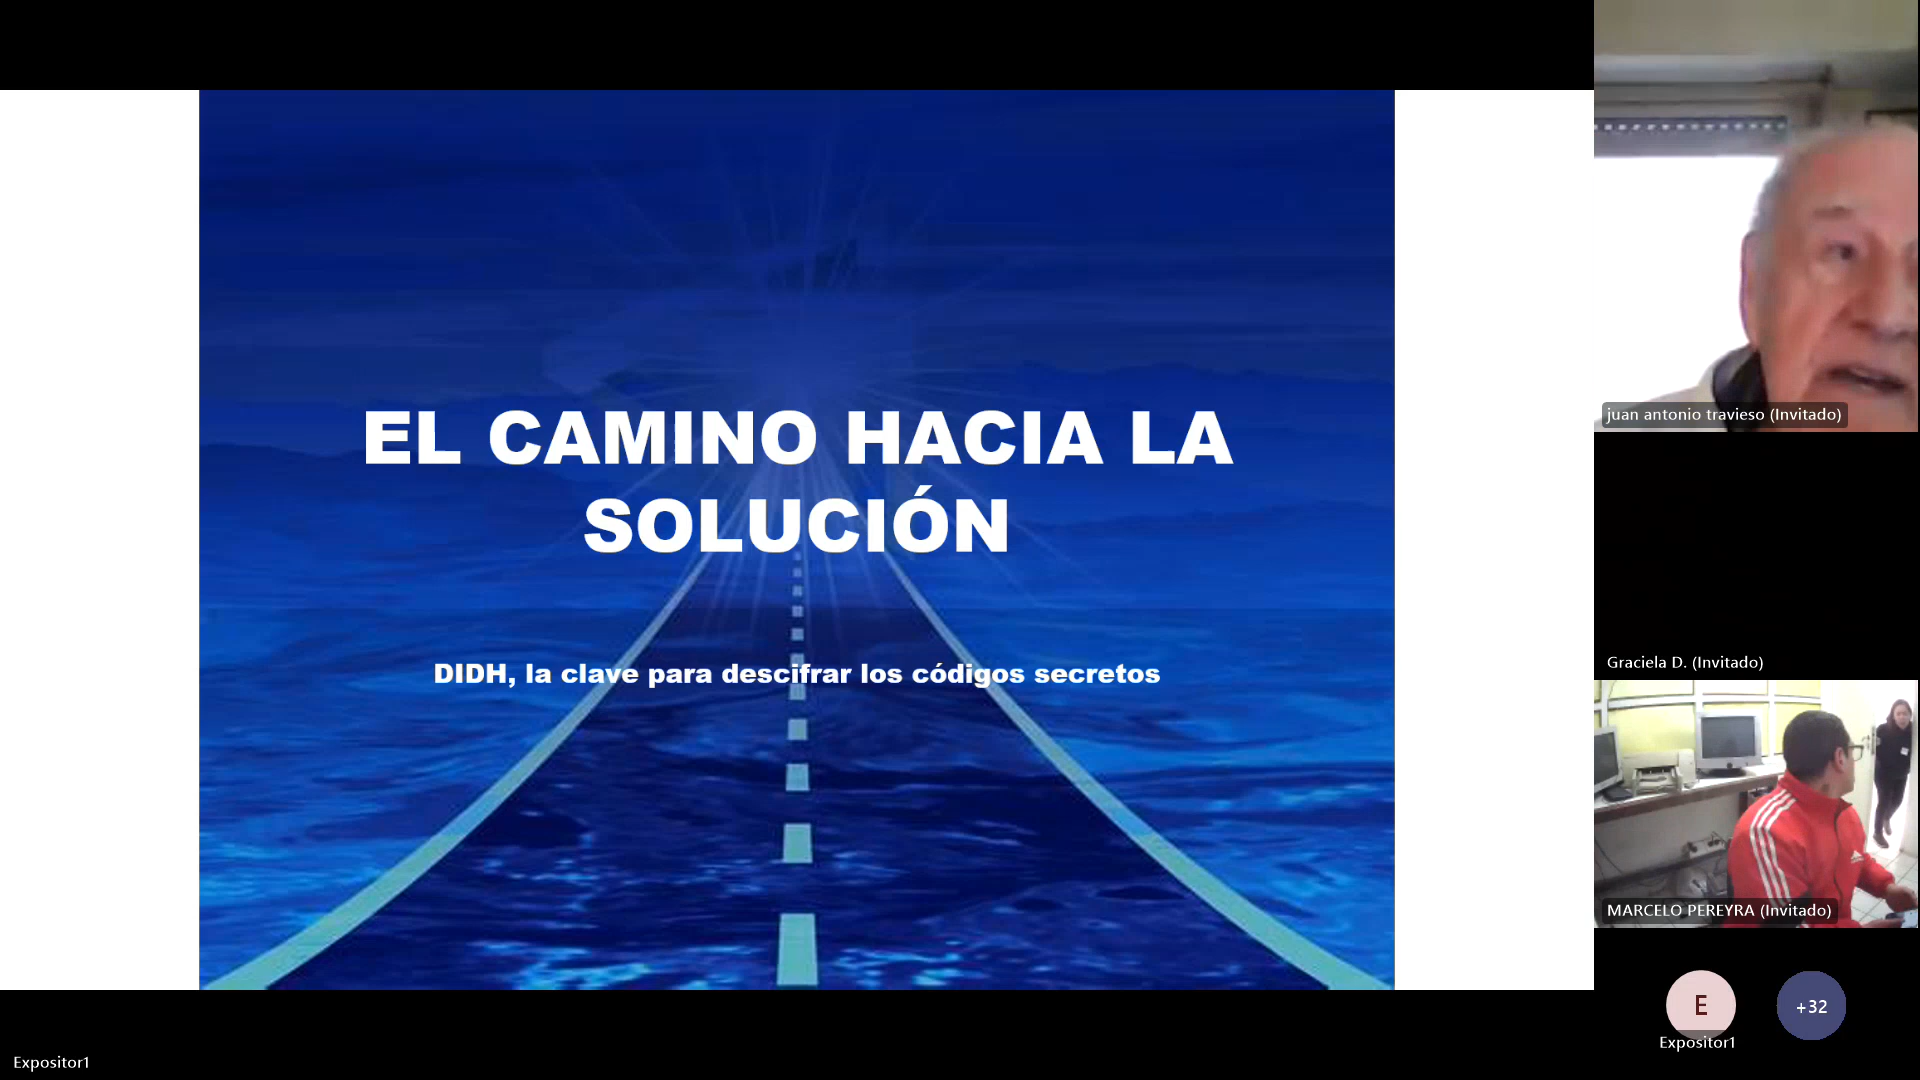 EL CAMINO HACIA LA
SOLUCIÓN
DIDH, la clave para descifrar los códigos secretos
juan antonio travieso (Invitado)
Graciela D. (Invitado)
MARCELO PEREYRA (Invitado)
E
+32
Expositor1
Expositor1